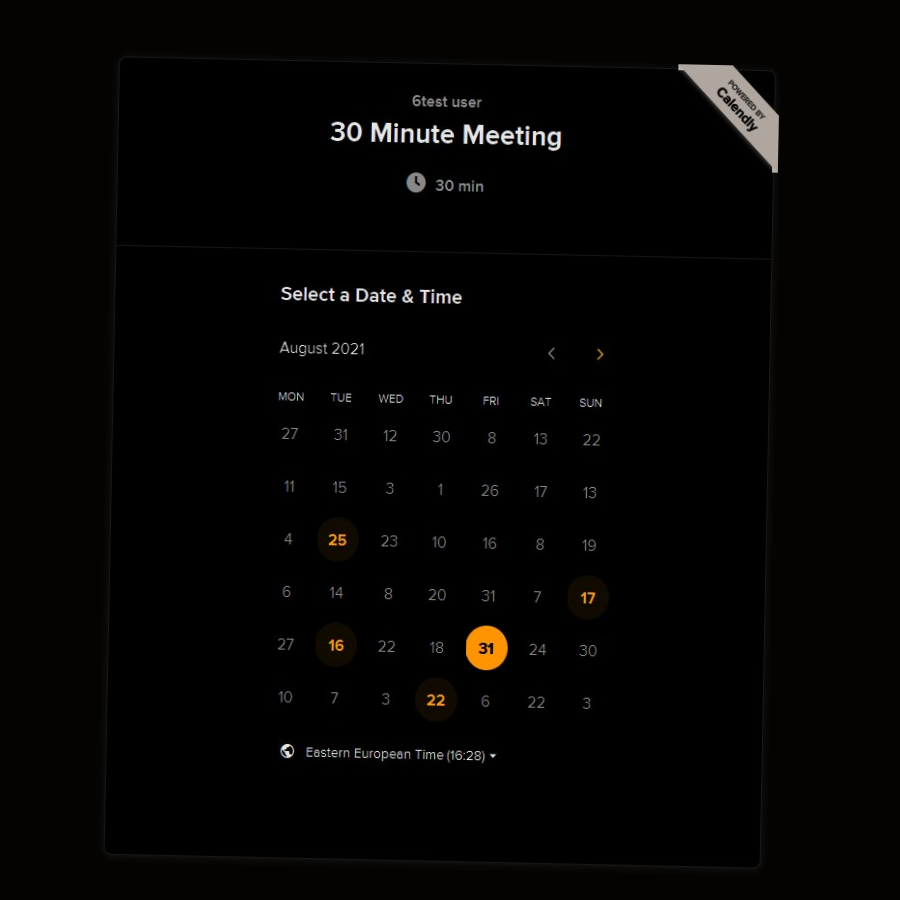 POWERED BY
Calendly
6test user
30 Minute Meeting
30 min
Select a Date & Time
August 2021
MON TUE WED THU FRI SAT SUN
27 31 12 30 8 13 22
11 15 3 1 26 17 13
4 25 23 10 16 8 19
6 14 8 20 31 7 17
27 16 22 18 31 24 30
10 7 3 22 6 22 3
Eastern European Time (16:28)